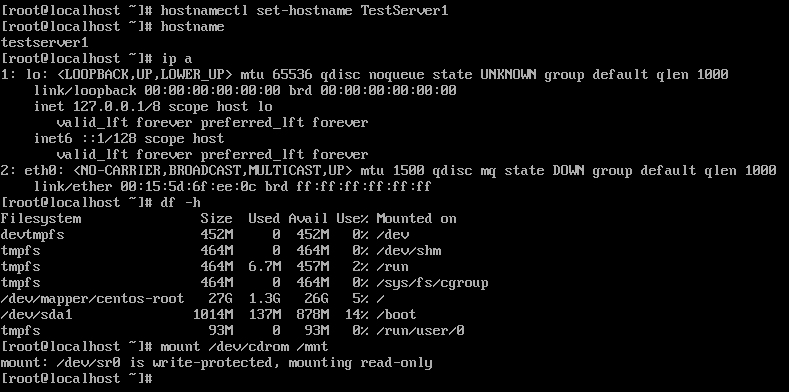 [root@localhost ~]# hostnamectl set-hostname TestServer1
[root@localhost ~]# hostname
testserver1
[root@localhost ~]# ip a
1: lo: <LOOPBACK,UP,LOWER_UP> mtu 65536 qdisc noqueue state UNKNOWN group default qlen 1000
    link/loopback 00:00:00:00:00:00 brd 00:00:00:00:00:00
    inet 127.0.0.1/8 scope host lo
       valid_lft forever preferred_lft forever
    inet6 ::1/128 scope host
       valid_lft forever preferred_lft forever
2: eth0: <NO-CARRIER,BROADCAST,MULTICAST,UP> mtu 1500 qdisc mq state DOWN group default qlen 1000
    link/ether 00:15:5d:6f:ee:0c brd ff:ff:ff:ff:ff:ff
[root@localhost ~]# df -h
Filesystem               Size  Used Avail Use% Mounted on
devtmpfs                 452M     0  452M   0% /dev
tmpfs                    464M     0  464M   0% /dev/shm
tmpfs                    464M  6.7M  457M   2% /run
tmpfs                    464M     0  464M   0% /sys/fs/cgroup
/dev/mapper/centos-root   27G  1.3G   26G   5% /
/dev/sda1               1014M  137M  878M  14% /boot
tmpfs                     93M     0   93M   0% /run/user/0
[root@localhost ~]# mount /dev/cdrom /mnt
mount: /dev/sr0 is write-protected, mounting read-only
[root@localhost ~]#